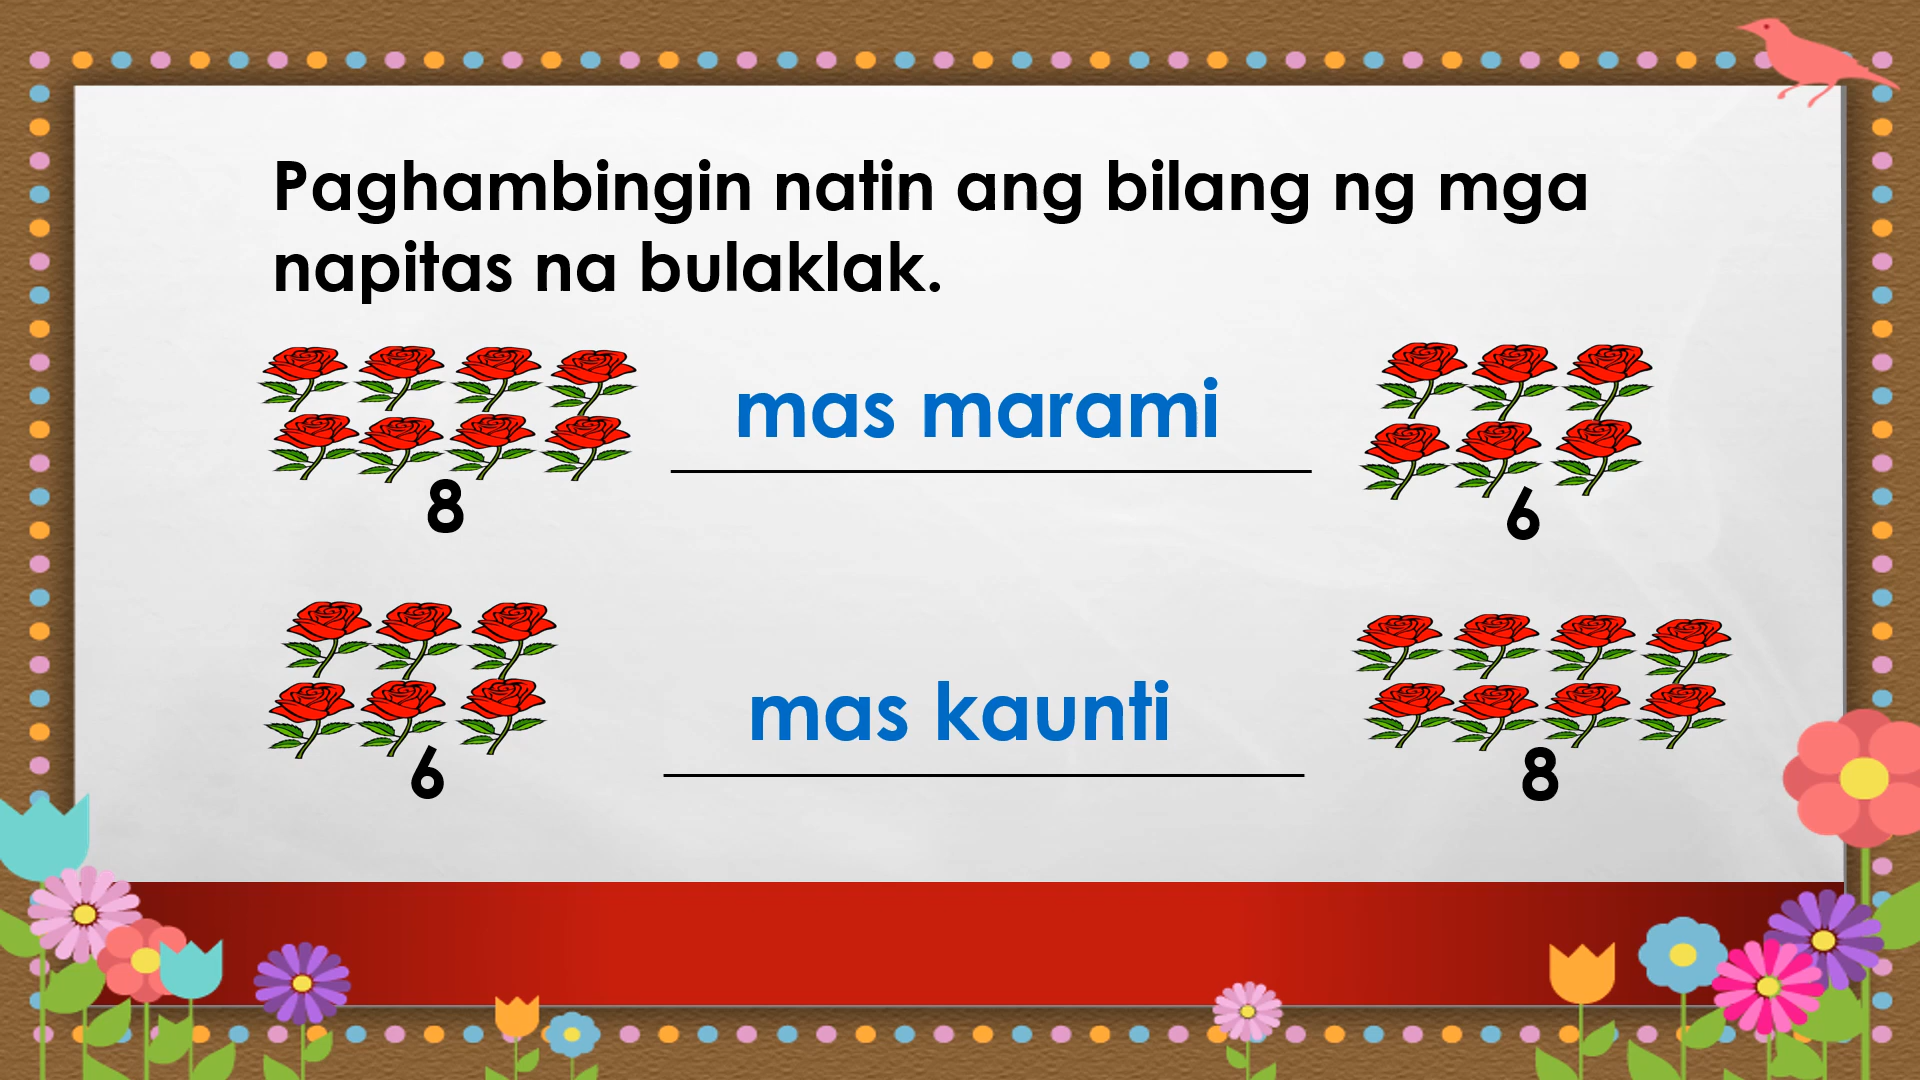 Paghambingin natin ang bilang ng mga
napitas na bulaklak.
mas marami
8
6
mas kaunti
6
8